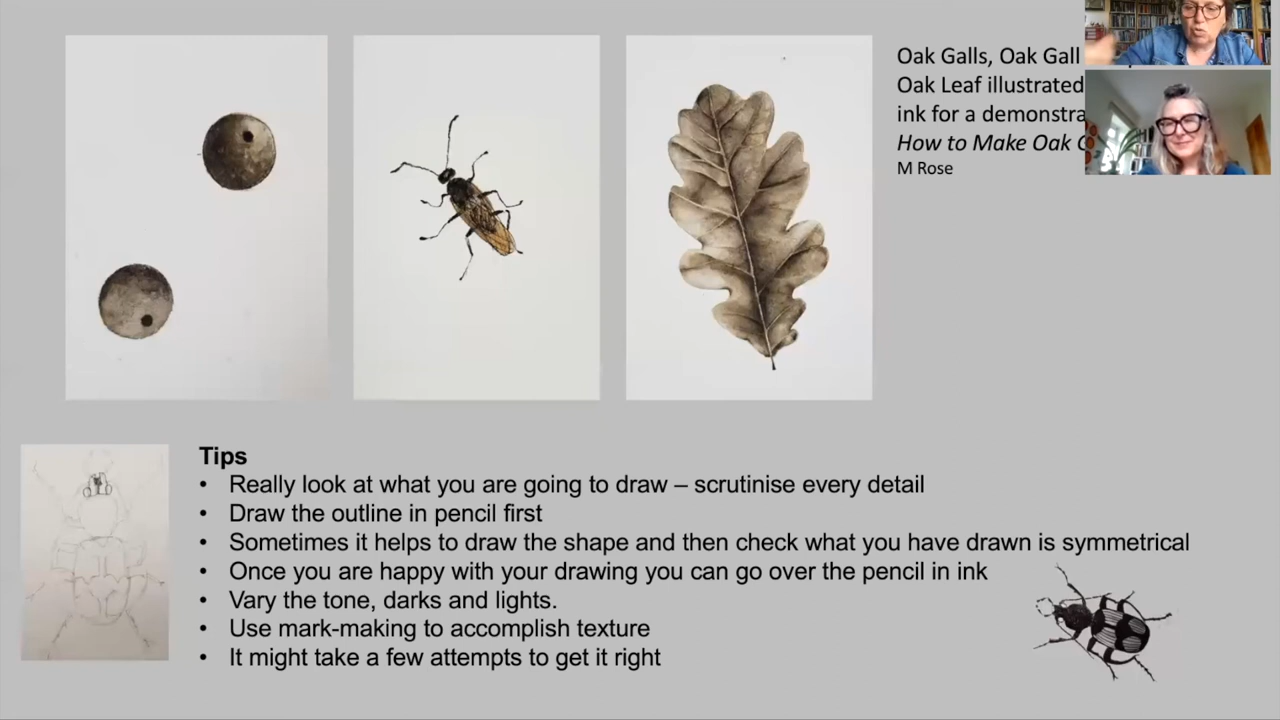 Oak Galls, Oak Gall
Oak Leaf illustrated
ink for a demonstra
How to Make Oak
M Rose
Tips
• Really look at what you are going to draw – scrutinise every detail
• Draw the outline in pencil first
• Sometimes it helps to draw the shape and then check what you have drawn is symmetrical
• Once you are happy with your drawing you can go over the pencil in ink
• Vary the tone, darks and lights.
• Use mark-making to accomplish texture
• It might take a few attempts to get it right